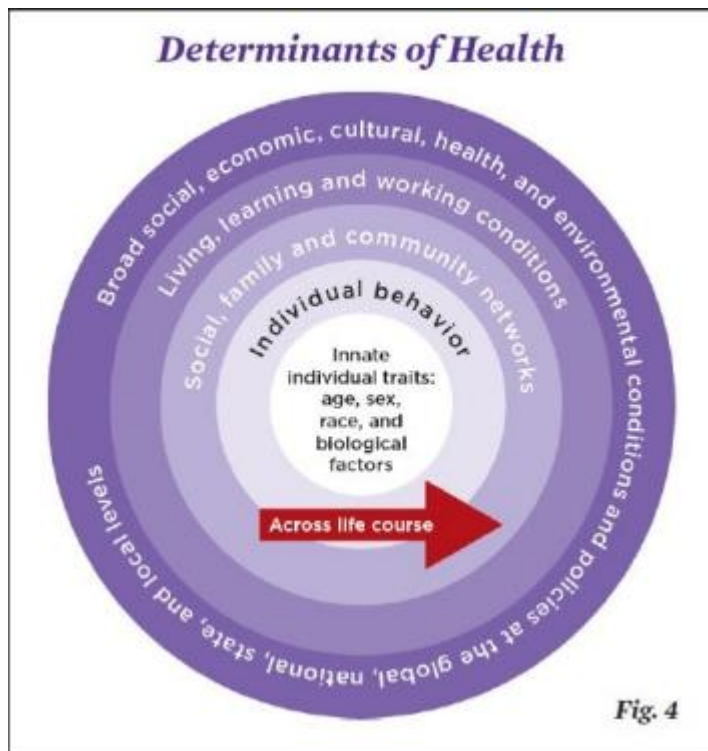 Determinants of Health
Broad social, economic, cultural, health, and environmental conditions and policies at the global, national, state, and local levels
Living, learning and working conditions
Social, family and community networks
Individual behavior
Innate
individual traits:
age, sex,
race, and
biological
factors
Across life course
Fig. 4